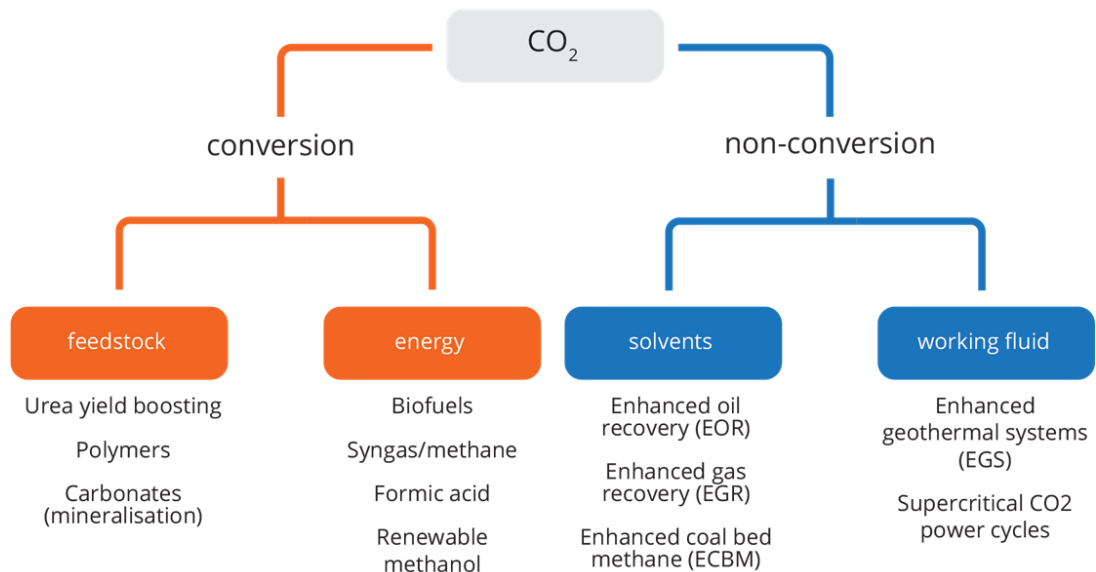 CO₂
conversion
non-conversion
feedstock
Urea yield boosting
Polymers
Carbonates
(mineralisation)
energy
Biofuels
Syngas/methane
Formic acid
Renewable
methanol
solvents
Enhanced oil
recovery (EOR)
Enhanced gas
recovery (EGR)
Enhanced coal bed
methane (ECBM)
working fluid
Enhanced
geothermal systems
(EGS)
Supercritical CO2
power cycles